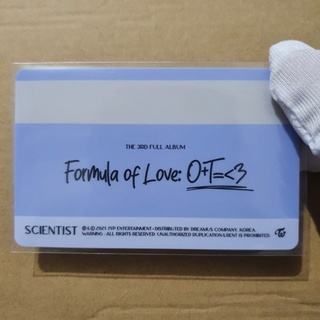 THE 3RD FULL ALBUM
Formula of Love: O+T=<3
SCIENTIST
℗&© 2021 JYP ENTERTAINMENT • DISTRIBUTED BY DREAMUS COMPANY, KOREA.
WARNING : ALL RIGHTS RESERVED. UNAUTHORIZED DUPLICATION&RENT IS PROHIBITED.